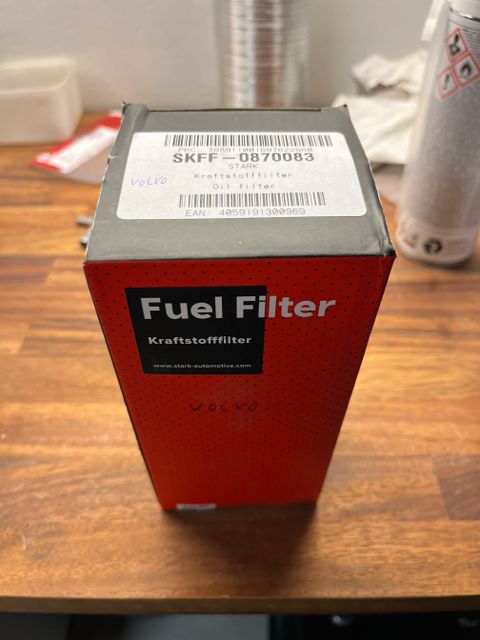 SKFF-0870083
STARK
Kraftstofffilter
Oil filter
VOLVO
EAN: 4059191300969
Fuel Filter
Kraftstofffilter
www.stark-automotive.com
VOLVO